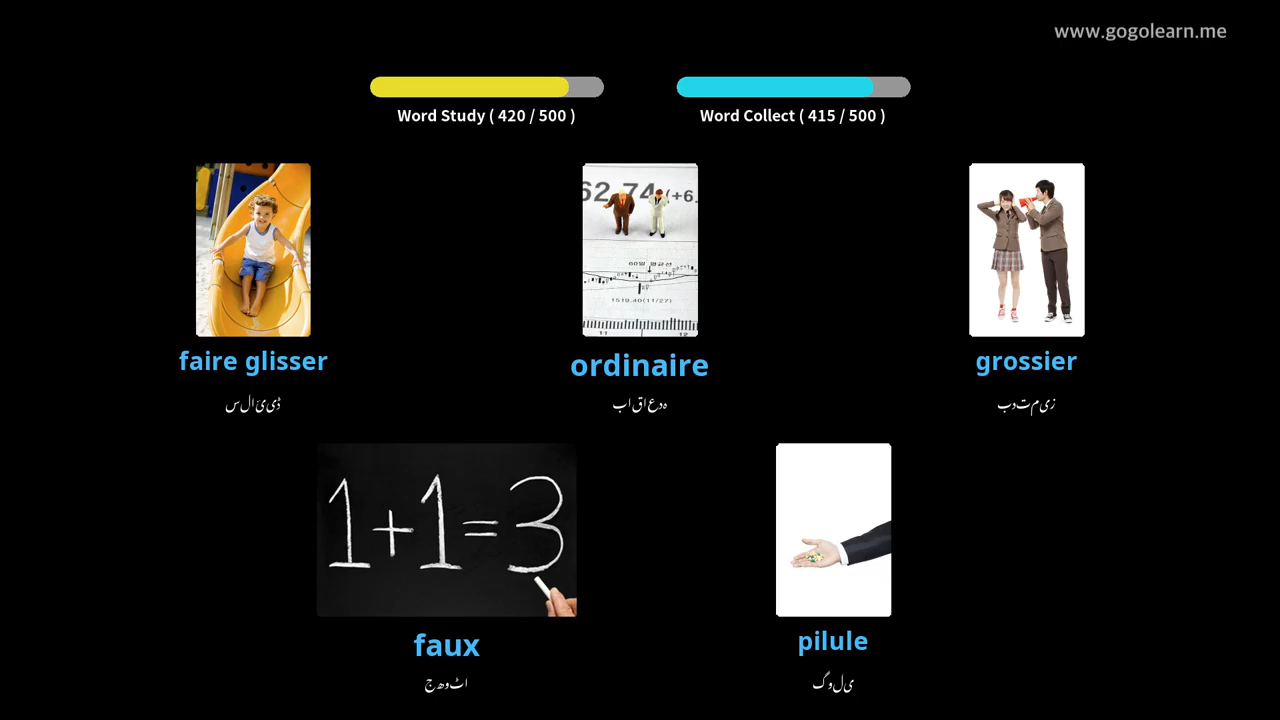 www.gogolearn.me
Word Study ( 420 / 500 )
Word Collect ( 415 / 500 )
faire glisser
ordinaire
grossier
سلائیڈ
باقاعدہ
بدتمیز
1+1=3
faux
pilule
جھوٹا
گولی